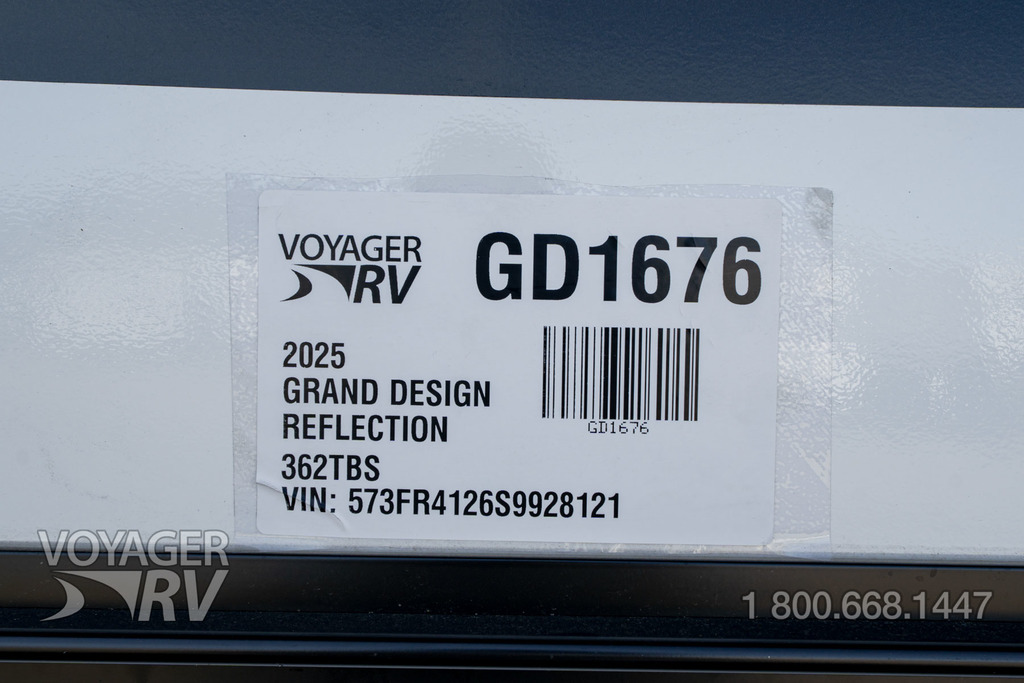 VOYAGER
RV
GD1676
2025
GRAND DESIGN
REFLECTION
362TBS
VIN: 573FR4126S9928121
GD1676
VOYAGER
RV
1 800.668.1447